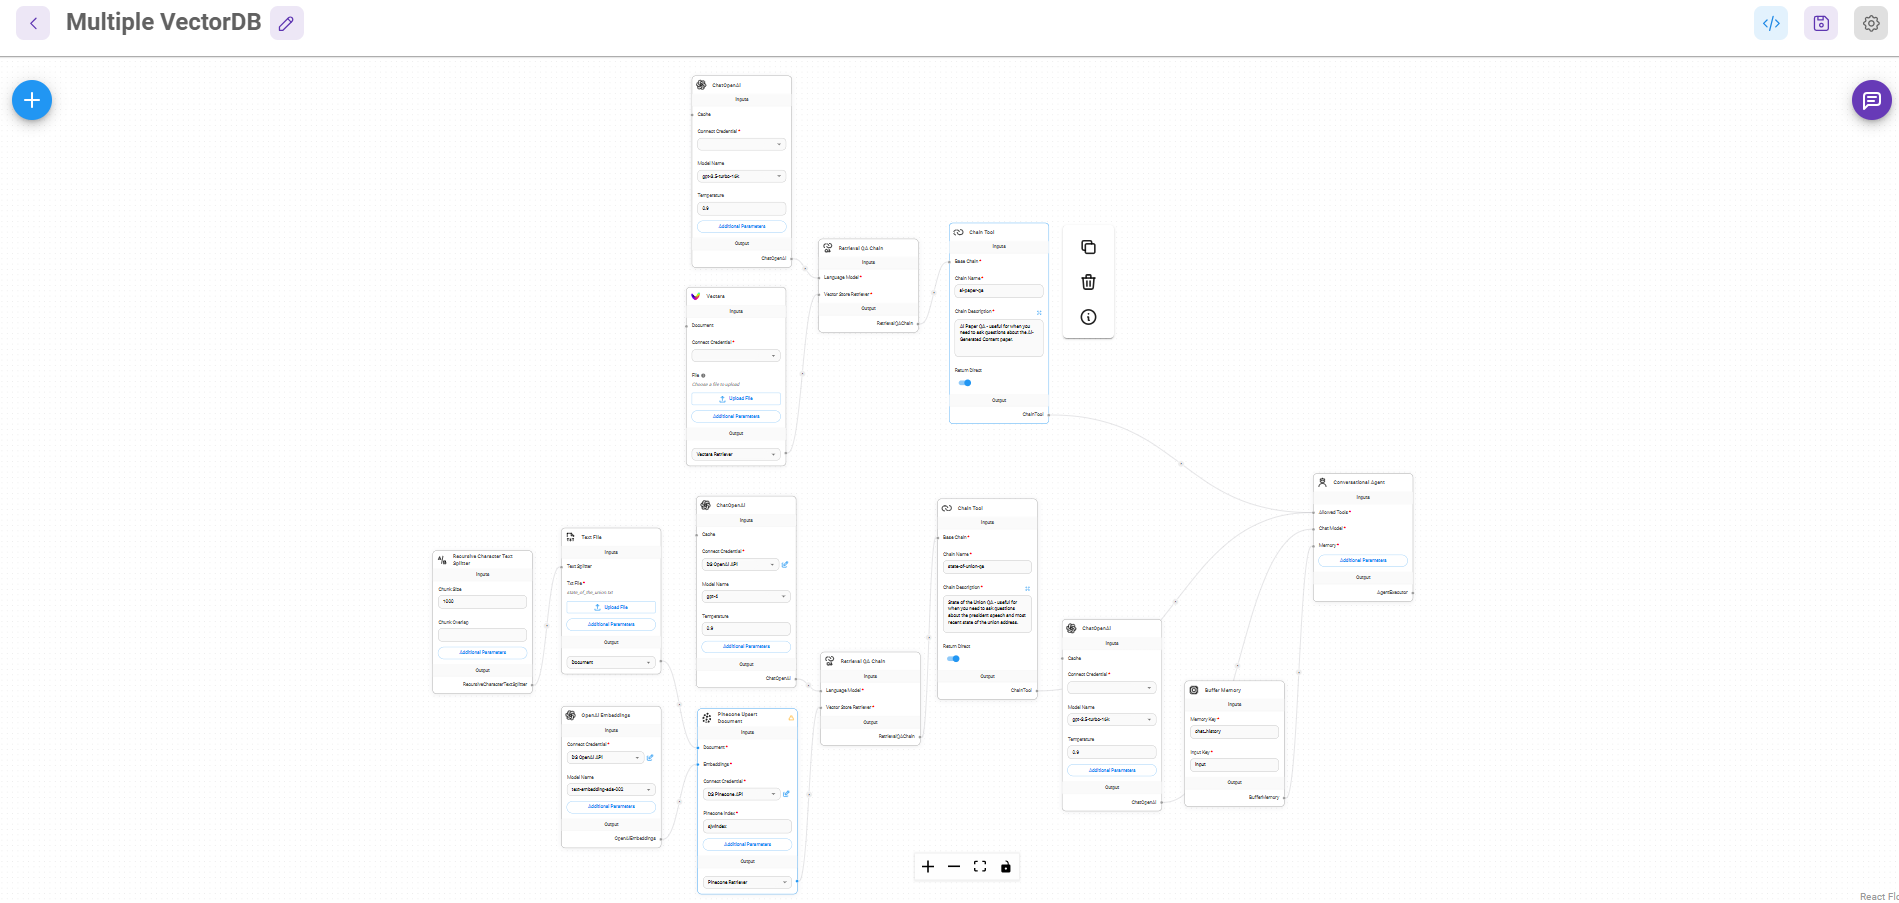 Multiple VectorDB
ChatOpenAI
Inputs
Cache
Connect Credential *
Model Name
gpt-3.5-turbo-16k
Temperature
0.9
Additional Parameters
Output
ChatOpenAI
Vectara
Inputs
Document
Connect Credential *
File
Choose a file to upload
Upload File
Additional Parameters
Output
Vectara Retriever
Retrieval QA Chain
Inputs
Language Model *
Vector Store Retriever *
Output
RetrievalQAChain
Chain Tool
Inputs
Base Chain *
Chain Name *
ai-paper-qa
Chain Description *
AI Paper QA - useful for when you
need to ask questions about the AI-
Generated Content paper.
Return Direct
Output
ChainTool
Recursive Character Text
Splitter
Inputs
Chunk Size
1000
Chunk Overlap
Additional Parameters
Output
RecursiveCharacterTextSplitter
Text File
Inputs
Text Splitter
Txt File *
state_of_the_union.txt
Upload File
Additional Parameters
Output
Document
OpenAI Embeddings
Inputs
Connect Credential *
DS OpenAI API
Model Name
text-embedding-ada-002
Additional Parameters
Output
OpenAIEmbeddings
ChatOpenAI
Inputs
Cache
Connect Credential *
DS OpenAI API
Model Name
gpt-4
Temperature
0.9
Additional Parameters
Output
ChatOpenAI
Pinecone Upsert
Document
Inputs
Document *
Embeddings *
Connect Credential *
DS Pinecone API
Pinecone Index *
Additional Parameters
Output
Pinecone Retriever
Retrieval QA Chain
Inputs
Language Model *
Vector Store Retriever *
Output
RetrievalQAChain
Chain Tool
Inputs
Base Chain *
Chain Name *
state-of-union-qa
Chain Description *
State of the Union QA - useful for
when you need to ask questions
about the president speech and most
recent state of the union address.
Return Direct
Output
ChainTool
ChatOpenAI
Inputs
Cache
Connect Credential *
Model Name
gpt-3.5-turbo-16k
Temperature
0.9
Additional Parameters
Output
ChatOpenAI
Buffer Memory
Inputs
Memory Key *
chat_history
Input Key *
input
Output
BufferMemory
Conversational Agent
Inputs
Allowed Tools *
Chat Model *
Memory *
Additional Parameters
Output
AgentExecutor
React Flo